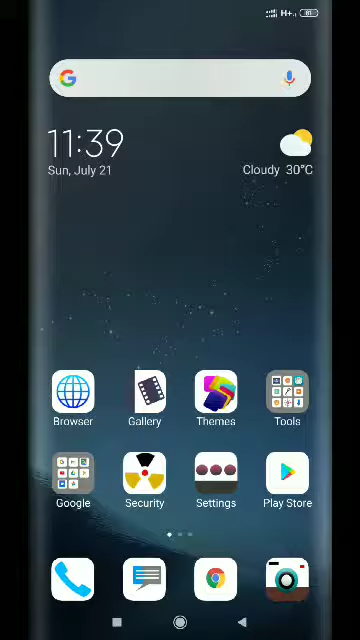 H+
11:39
Sun, July 21
Cloudy 30°C
Browser
Gallery
Themes
Tools
Google
Security
Settings
Play Store